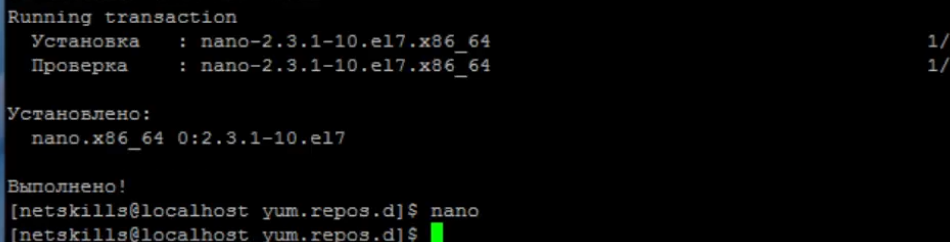 Running transaction
Установка : nano-2.3.1-10.el7.x86_64 1/
Проверка : nano-2.3.1-10.el7.x86_64 1/
Установлено:
nano.x86_64 0:2.3.1-10.el7
Выполнено!
[netskills@localhost yum.repos.d]$ nano
[netskills@localhost yum.repos.d]$